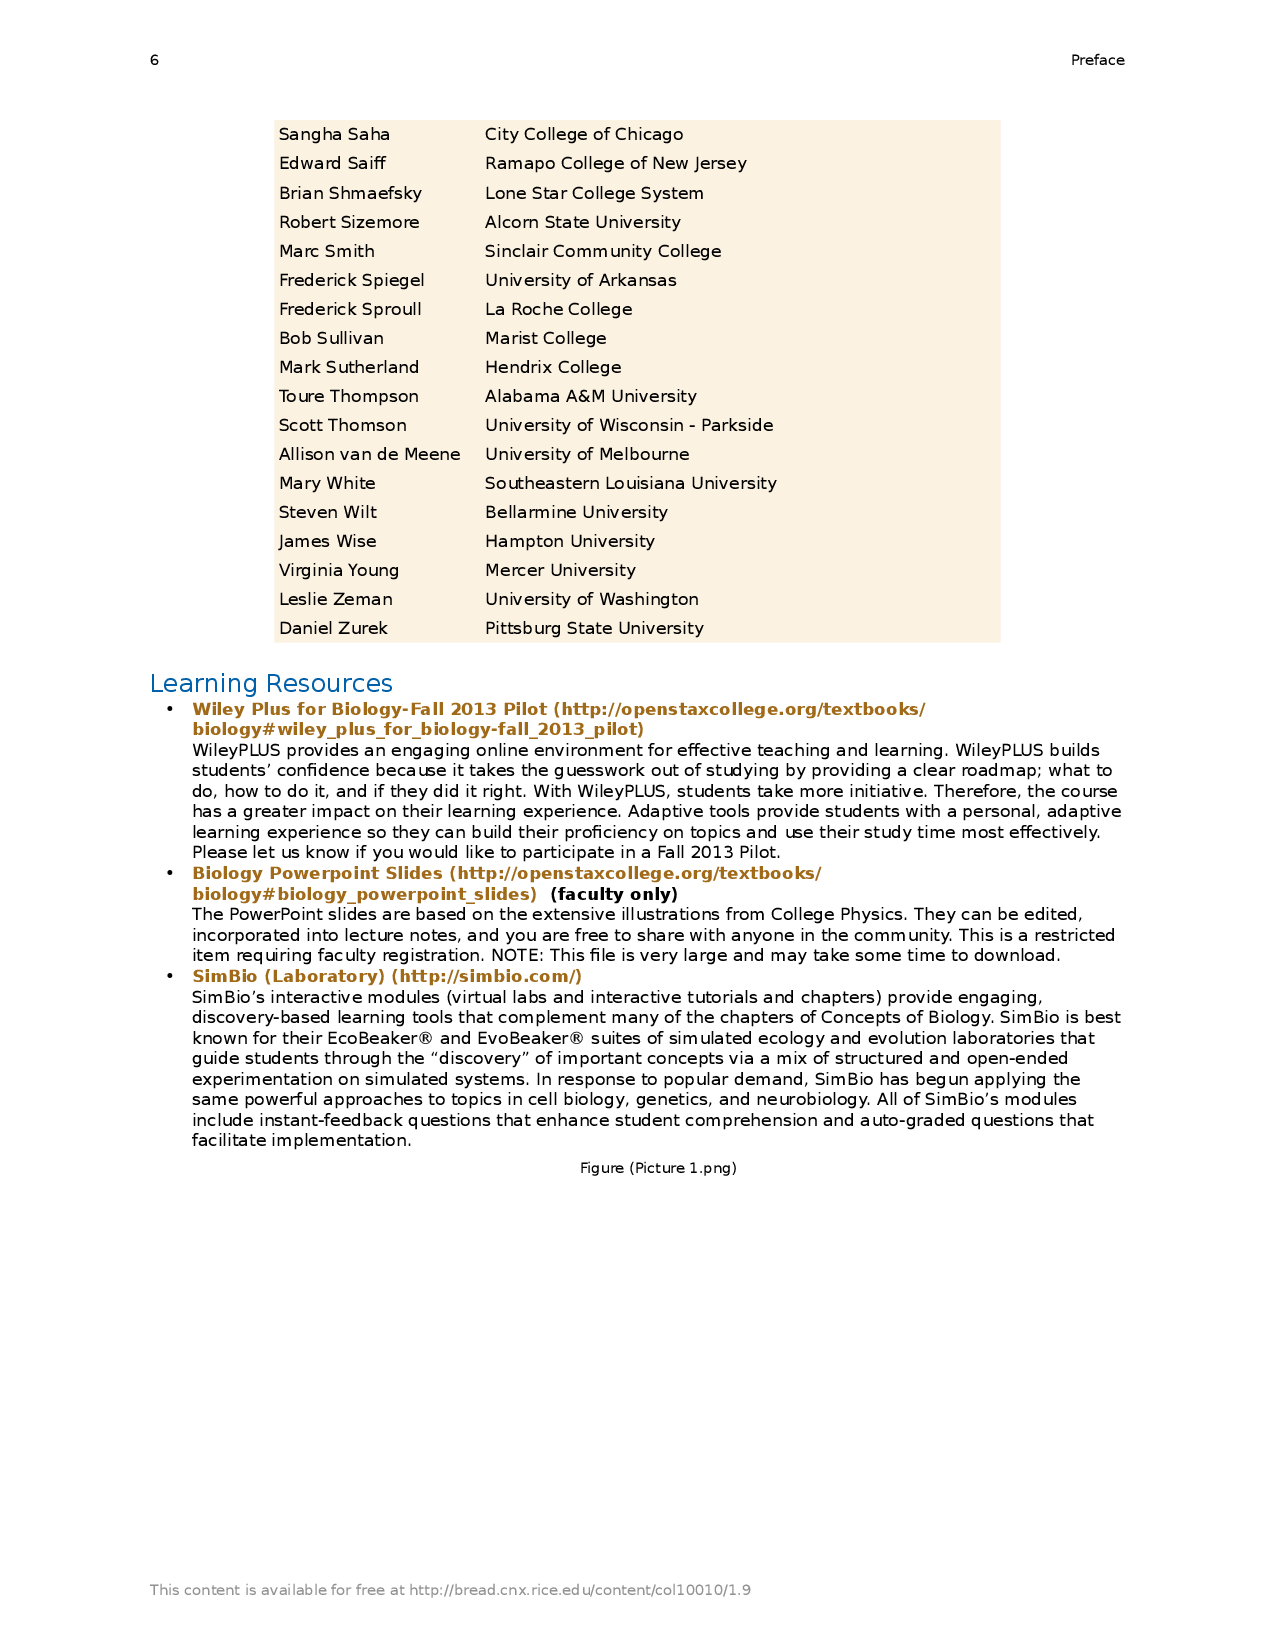 6 Preface
Sangha Saha City College of Chicago
Edward Saiff Ramapo College of New Jersey
Brian Shmaefsky Lone Star College System
Robert Sizemore Alcorn State University
Marc Smith Sinclair Community College
Frederick Spiegel University of Arkansas
Frederick Sproull La Roche College
Bob Sullivan Marist College
Mark Sutherland Hendrix College
Toure Thompson Alabama A&M University
Scott Thomson University of Wisconsin - Parkside
Allison van de Meene University of Melbourne
Mary White Southeastern Louisiana University
Steven Wilt Bellarmine University
James Wise Hampton University
Virginia Young Mercer University
Leslie Zeman University of Washington
Daniel Zurek Pittsburg State University
Learning Resources
• Wiley Plus for Biology-Fall 2013 Pilot (http://openstaxcollege.org/textbooks/
biology#wiley_plus_for_biology-fall_2013_pilot)
WileyPLUS provides an engaging online environment for effective teaching and learning. WileyPLUS builds
students’ confidence because it takes the guesswork out of studying by providing a clear roadmap; what to
do, how to do it, and if they did it right. With WileyPLUS, students take more initiative. Therefore, the course
has a greater impact on their learning experience. Adaptive tools provide students with a personal, adaptive
learning experience so they can build their proficiency on topics and use their study time most effectively.
Please let us know if you would like to participate in a Fall 2013 Pilot.
• Biology Powerpoint Slides (http://openstaxcollege.org/textbooks/
biology#biology_powerpoint_slides) (faculty only)
The PowerPoint slides are based on the extensive illustrations from College Physics. They can be edited,
incorporated into lecture notes, and you are free to share with anyone in the community. This is a restricted
item requiring faculty registration. NOTE: This file is very large and may take some time to download.
• SimBio (Laboratory) (http://simbio.com/)
SimBio’s interactive modules (virtual labs and interactive tutorials and chapters) provide engaging,
discovery-based learning tools that complement many of the chapters of Concepts of Biology. SimBio is best
known for their EcoBeaker® and EvoBeaker® suites of simulated ecology and evolution laboratories that
guide students through the “discovery” of important concepts via a mix of structured and open-ended
experimentation on simulated systems. In response to popular demand, SimBio has begun applying the
same powerful approaches to topics in cell biology, genetics, and neurobiology. All of SimBio’s modules
include instant-feedback questions that enhance student comprehension and auto-graded questions that
facilitate implementation.
Figure (Picture 1.png)
This content is available for free at http://bread.cnx.rice.edu/content/col10010/1.9